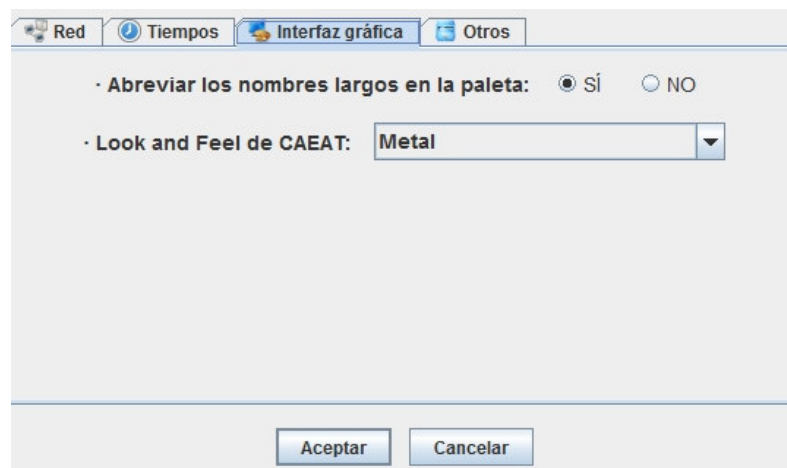 Red Tiempos Interfaz gráfica Otros
· Abreviar los nombres largos en la paleta: SÍ NO
· Look and Feel de CAEAT: Metal
Aceptar Cancelar